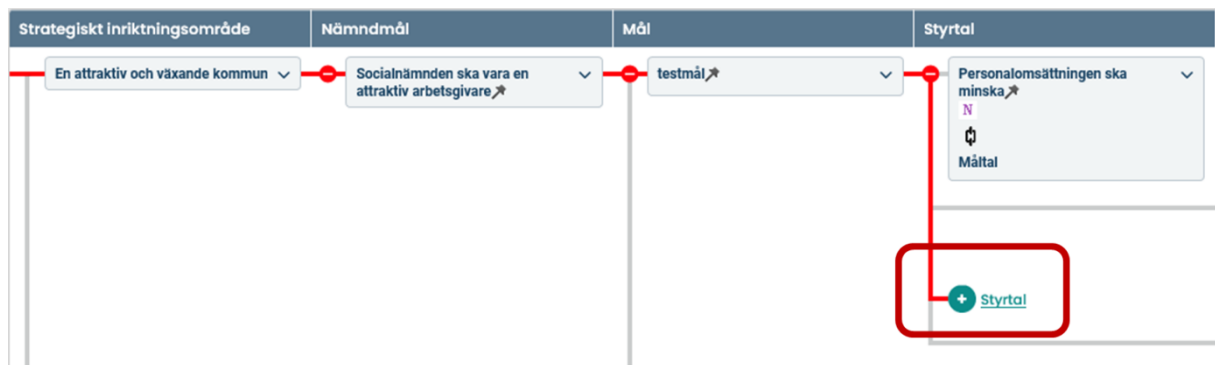 Strategiskt inriktningsområde
Nämndmål
Mål
Styrtal
En attraktiv och växande kommun
Socialnämnden ska vara en
attraktiv arbetsgivare
testmål
Personalomsättningen ska
minska
N
Måltal
Styrtal